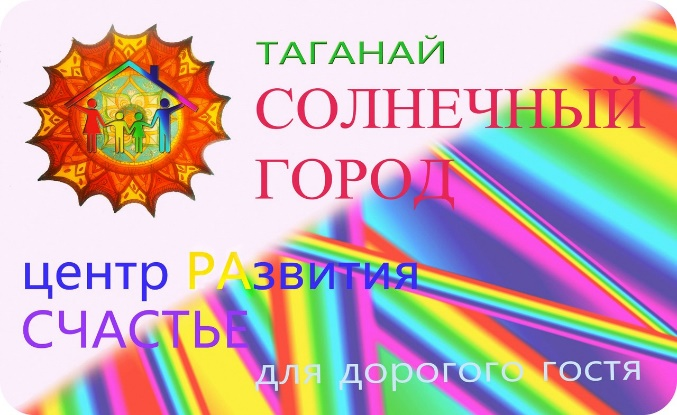 ТАГАНАЙ
СОЛНЕЧНЫЙ
ГОРОД
центр РАзвития
СЧАСТЬЕ
для дорогого гостя